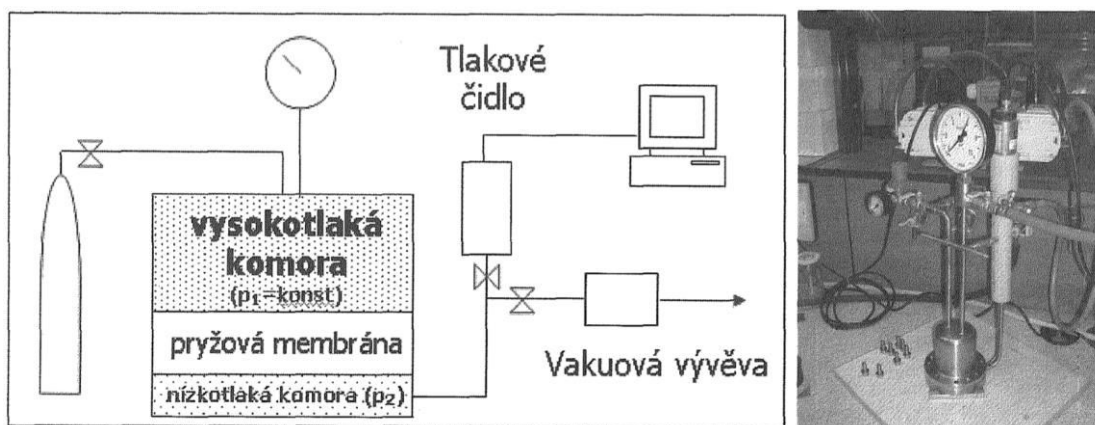 Tlakové
čidlo
vysokotlaká
komora
(p₁=konst)
pryžová membrána
nízkotlaká komora (p₂)
Vakuová vývěva